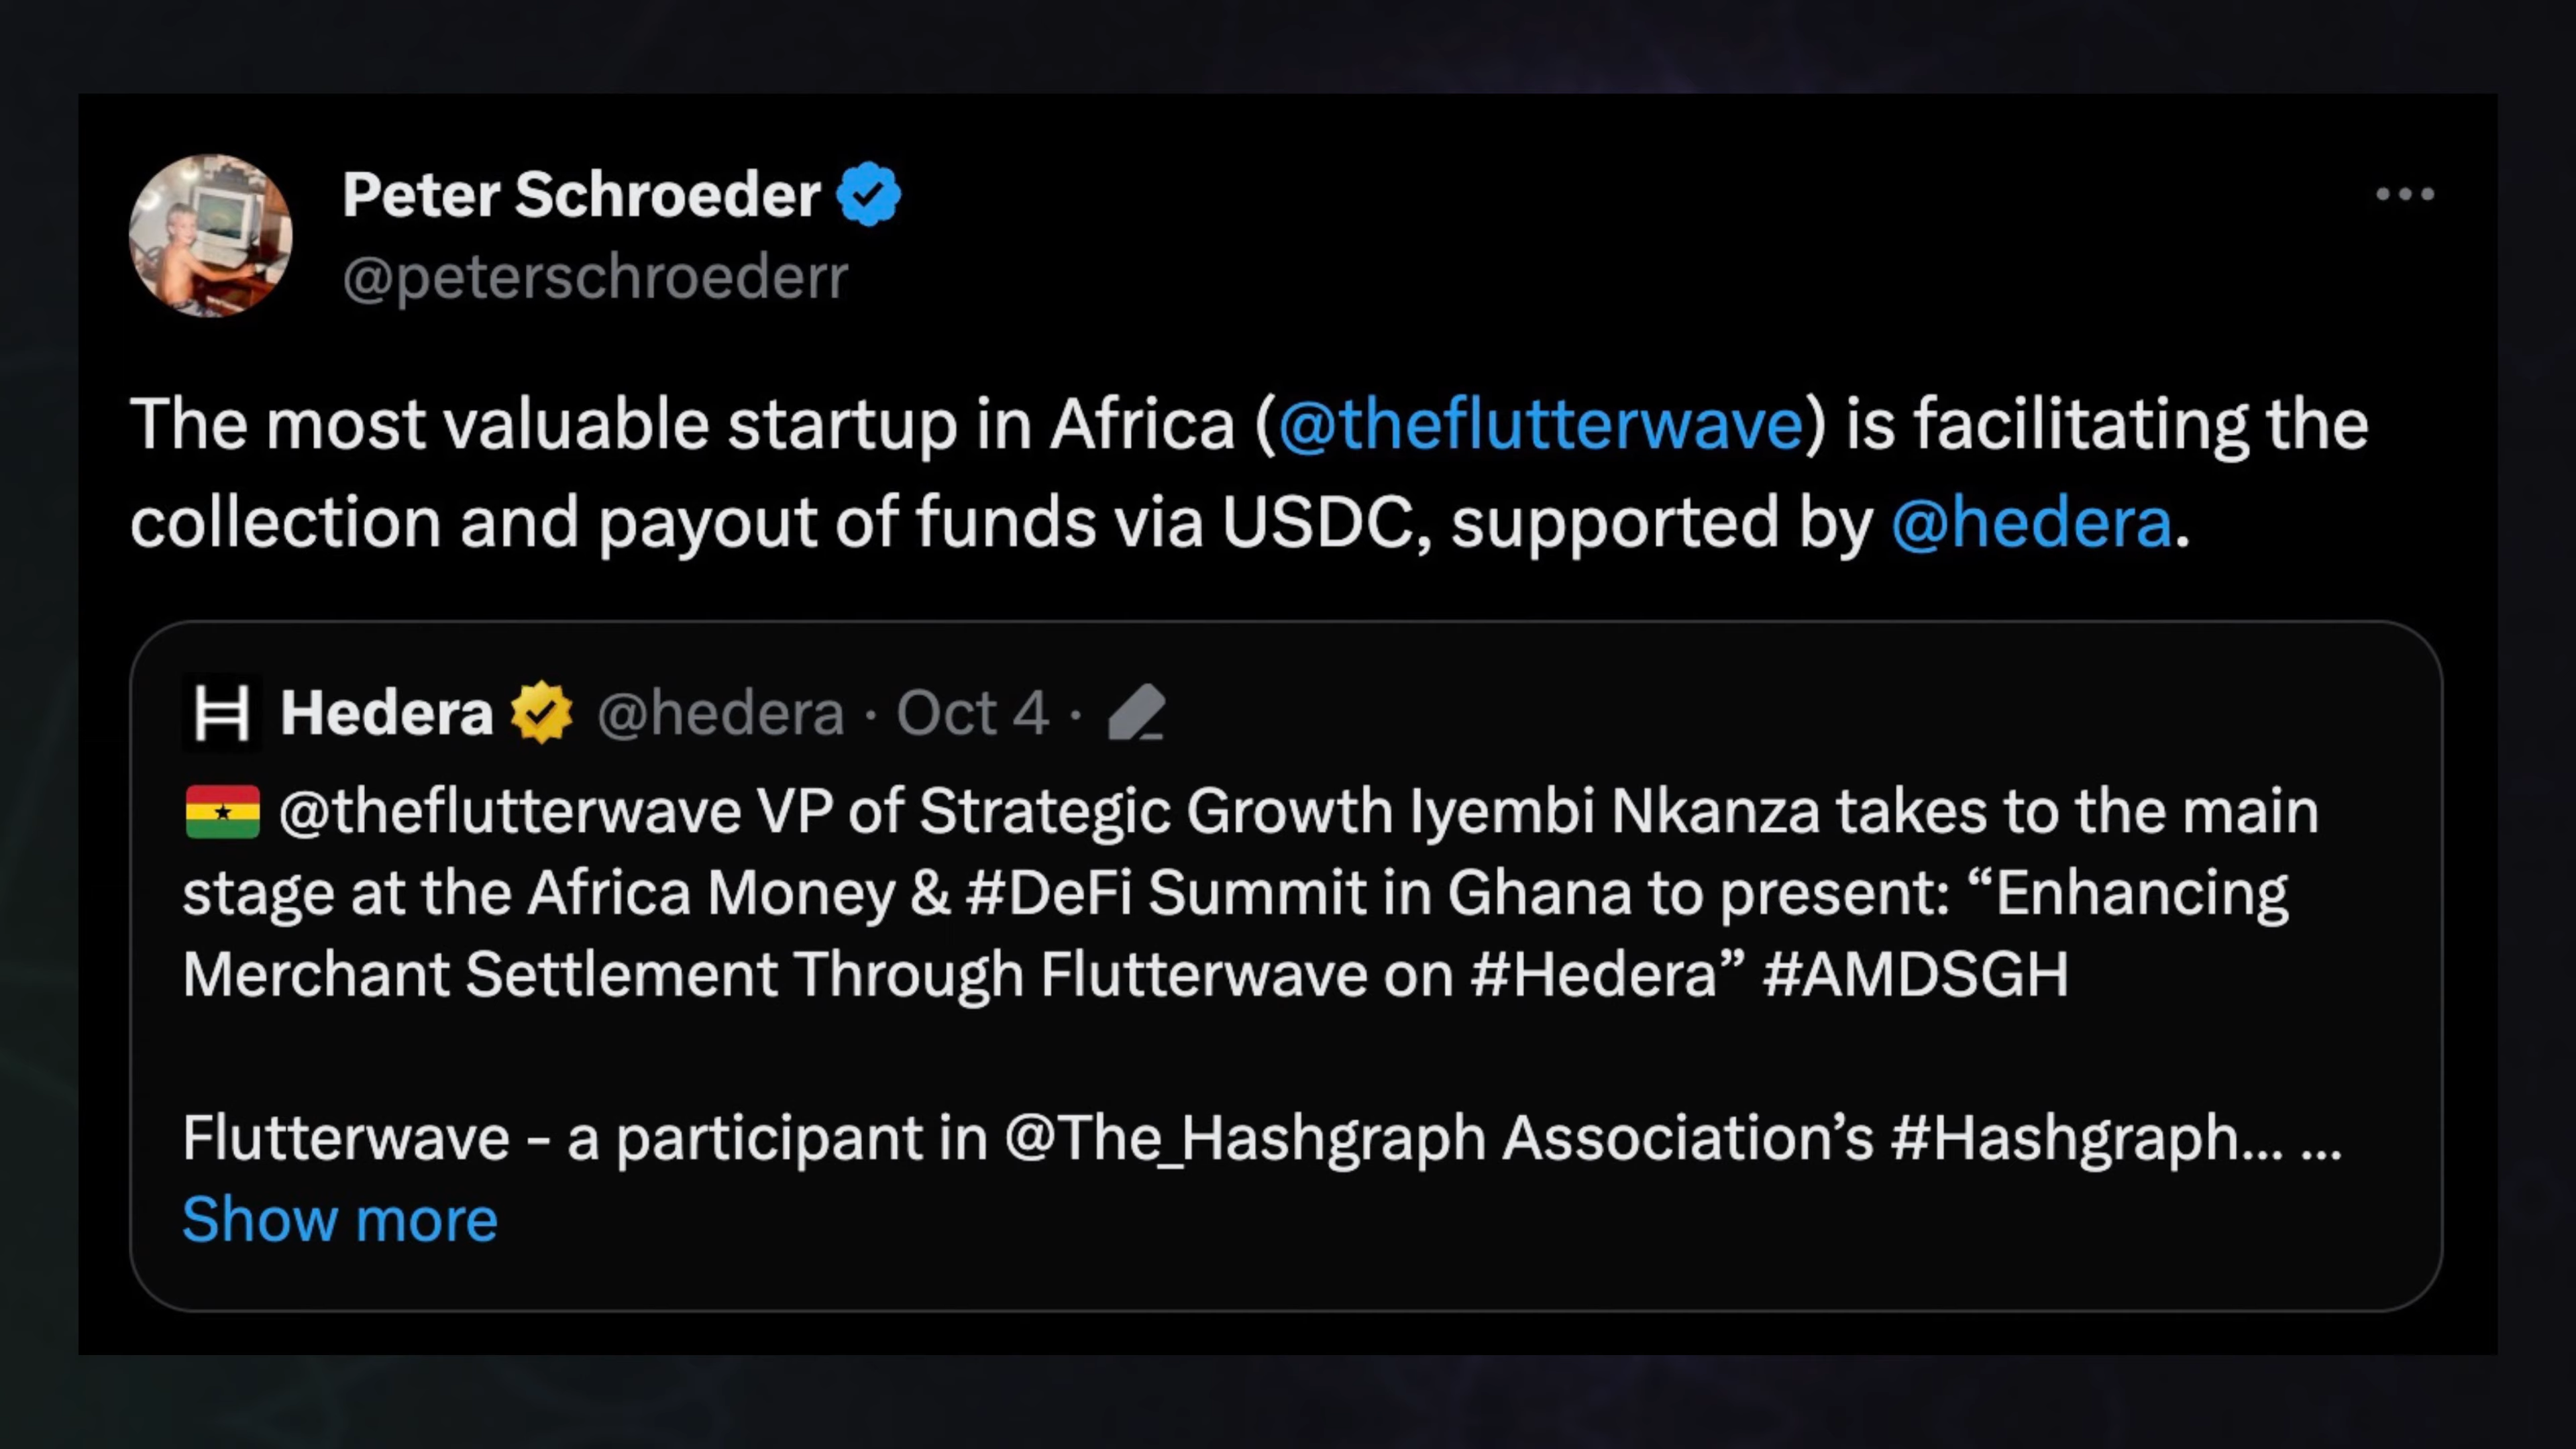 Peter Schroeder
@peterschroederr
The most valuable startup in Africa (@theflutterwave) is facilitating the
collection and payout of funds via USDC, supported by @hedera.
Hedera @hedera · Oct 4 ·
🇬🇭 @theflutterwave VP of Strategic Growth Iyembi Nkanza takes to the main
stage at the Africa Money & #DeFi Summit in Ghana to present: “Enhancing
Merchant Settlement Through Flutterwave on #Hedera” #AMDSGH
Flutterwave - a participant in @The_Hashgraph Association’s #Hashgraph... ...
Show more